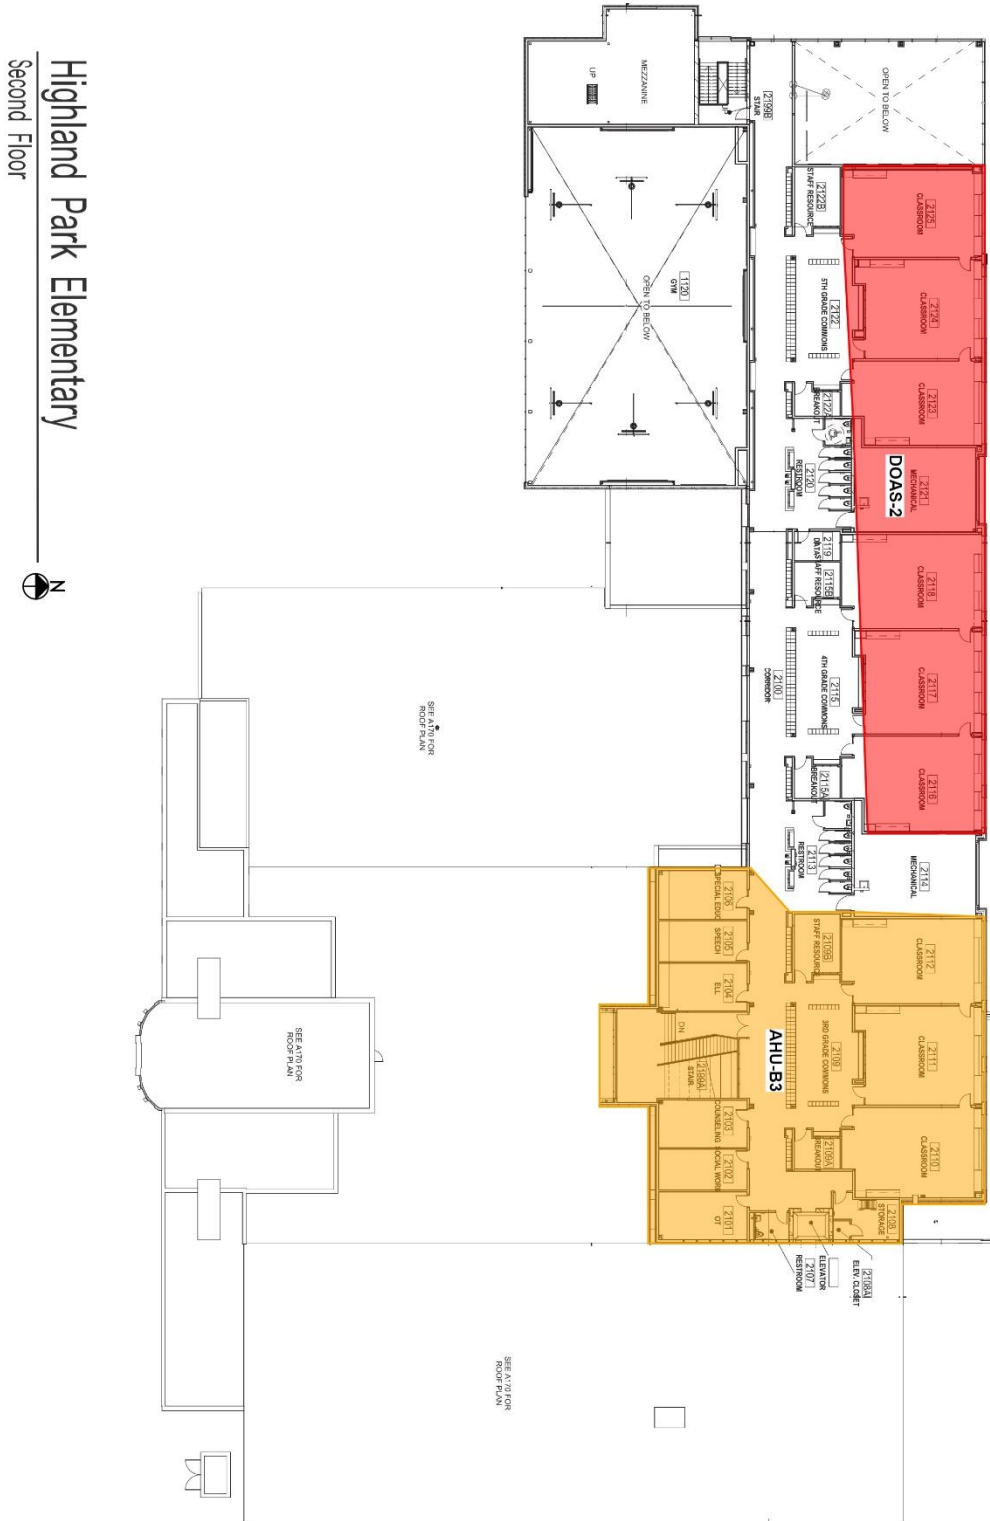 Highland Park Elementary
Second Floor
N
MEZZANINE
UP
2199B
STAIR
OPEN TO BELOW
1120
GYM
OPEN TO BELOW
2122B
STAFF RESOURCE
2125
CLASSROOM
2124
CLASSROOM
2122
5TH GRADE COMMONS
2123
CLASSROOM
2122A
BREAKOUT
2121
MECHANICAL
DOAS-2
2120
RESTROOM
2119
DATA
2115B
STAFF RESOURCE
2118
CLASSROOM
2117
CLASSROOM
2115
4TH GRADE COMMONS
2100
CORRIDOR
2116
CLASSROOM
2115A
BREAKOUT
2113
RESTROOM
2114
MECHANICAL
SEE A170 FOR
ROOF PLAN
2106
SPECIAL EDUC
2105
SPEECH
2104
ELL
2109B
STAFF RESOURCE
2112
CLASSROOM
2111
CLASSROOM
2109
3RD GRADE COMMONS
AHU-B3
DN
2199A
STAIR
2103
COUNSELING
2102
SOCIAL WORK
2101
OT
2109A
BREAKOUT
2110
CLASSROOM
2108
STORAGE
2108A
ELEV. CLOSET
ELEVATOR
2107
RESTROOM
SEE A170 FOR
ROOF PLAN
SEE A170 FOR
ROOF PLAN